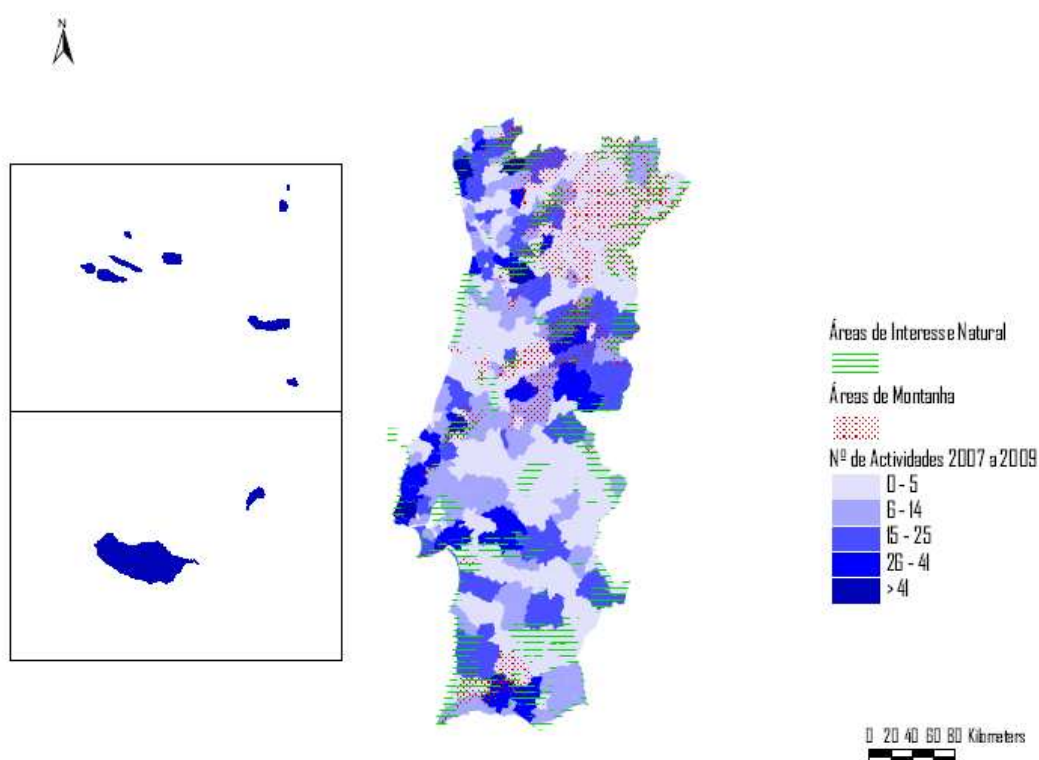 N
Áreas de Interesse Natural
Áreas de Montanha
Nº de Actividades 2007 a 2009
0 - 5
6 - 14
15 - 25
26 - 41
> 41
0 20 40 60 80 Kilometers